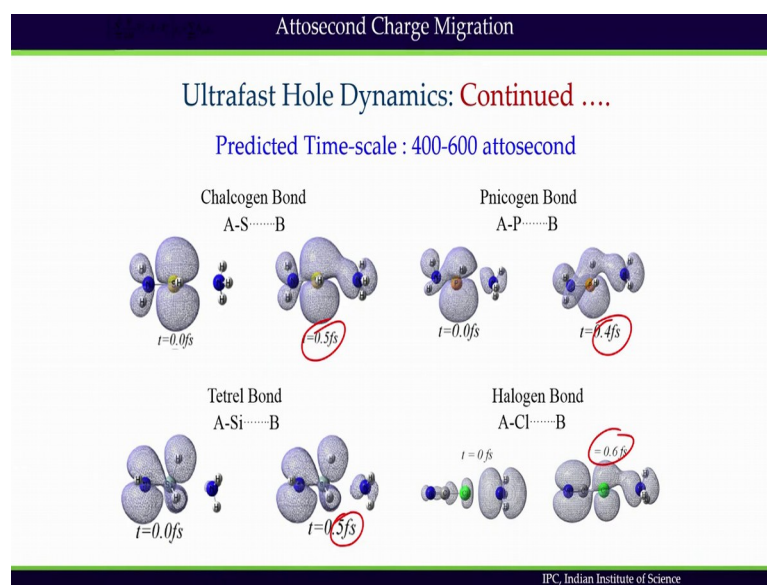 Attosecond Charge Migration
Ultrafast Hole Dynamics: Continued ....
Predicted Time-scale : 400-600 attosecond
Chalcogen Bond
A-S········B
t=0.0fs
t=0.5fs
Pnicogen Bond
A-P········B
t=0.0fs
t=0.4fs
Tetrel Bond
A-Si········B
t=0.0fs
t=0.5fs
Halogen Bond
A-Cl········B
t = 0 fs
= 0.6 fs
IPC, Indian Institute of Science